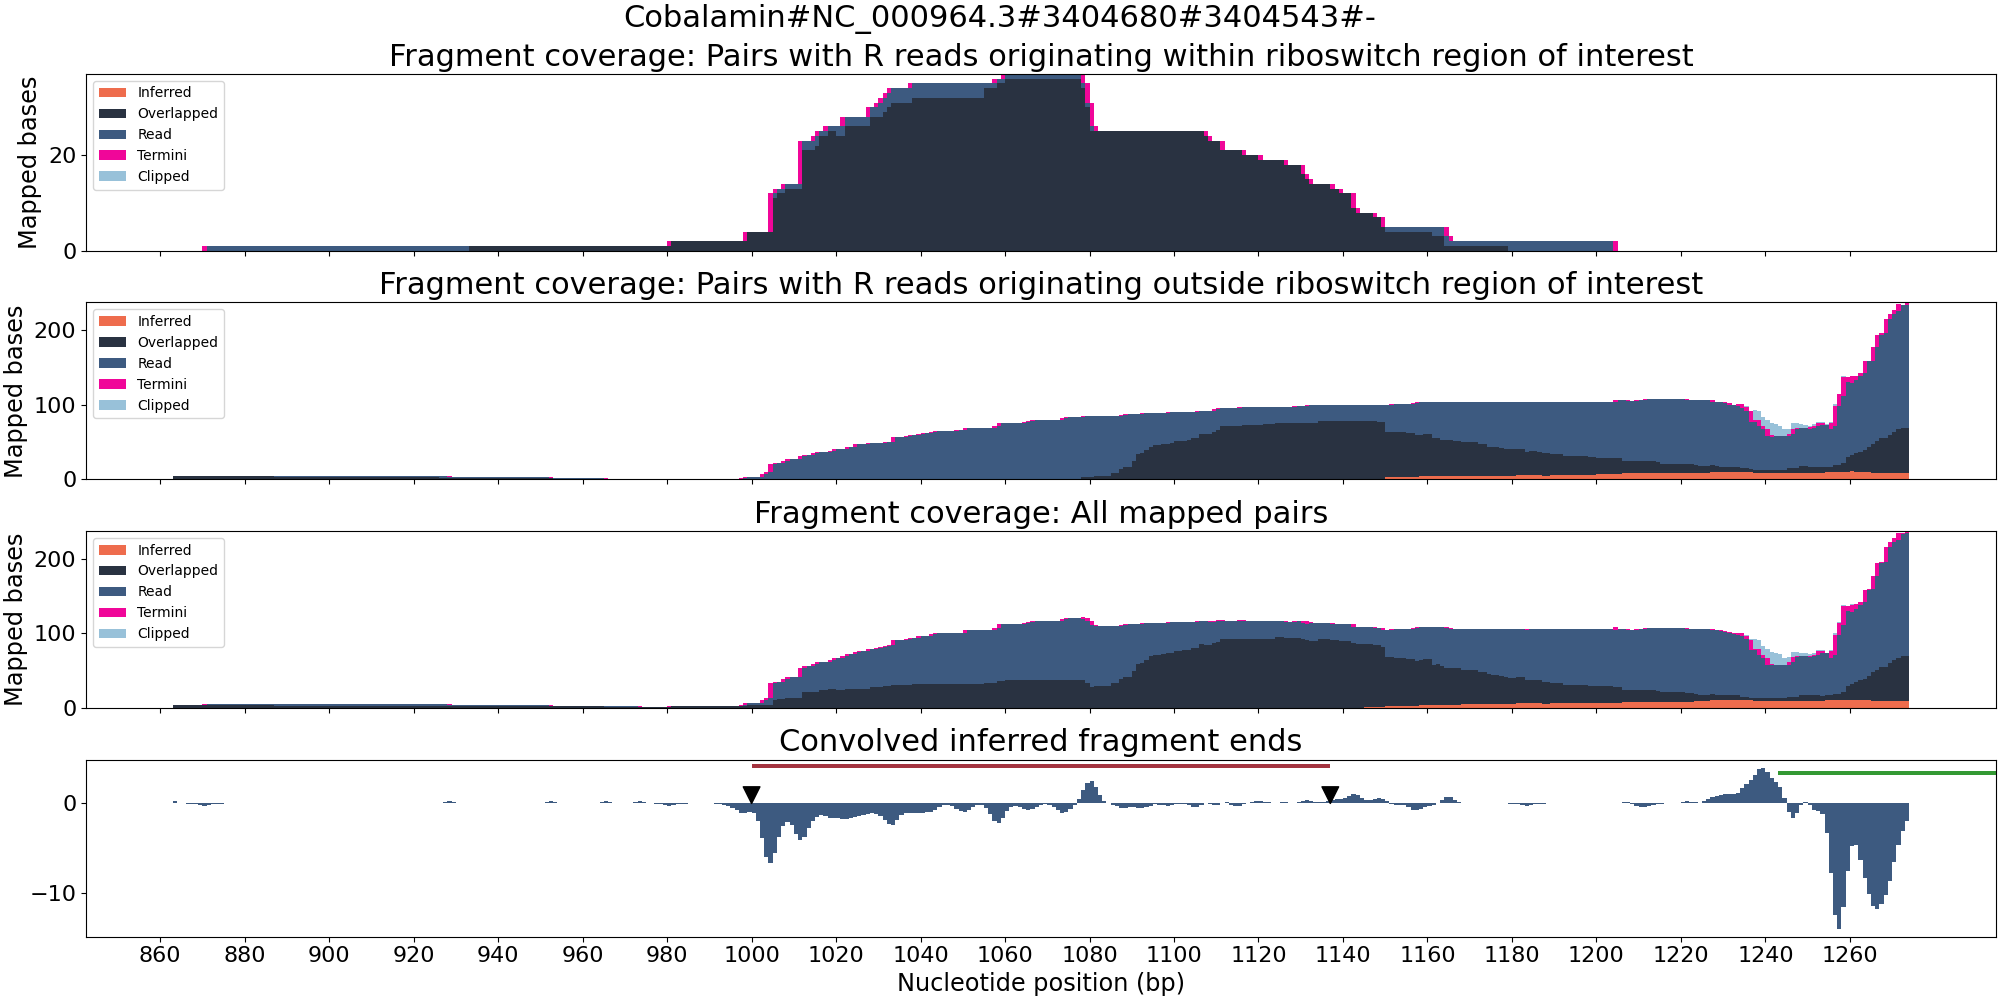 Cobalamin#NC_000964.3#3404680#3404543#-
Fragment coverage: Pairs with R reads originating within riboswitch region of interest
Mapped bases
20
0
Inferred
Overlapped
Read
Termini
Clipped
Fragment coverage: Pairs with R reads originating outside riboswitch region of interest
Mapped bases
200
100
0
Inferred
Overlapped
Read
Termini
Clipped
Fragment coverage: All mapped pairs
Mapped bases
200
100
0
Inferred
Overlapped
Read
Termini
Clipped
Convolved inferred fragment ends
0
−10
860 880 900 920 940 960 980 1000 1020 1040 1060 1080 1100 1120 1140 1160 1180 1200 1220 1240 1260
Nucleotide position (bp)